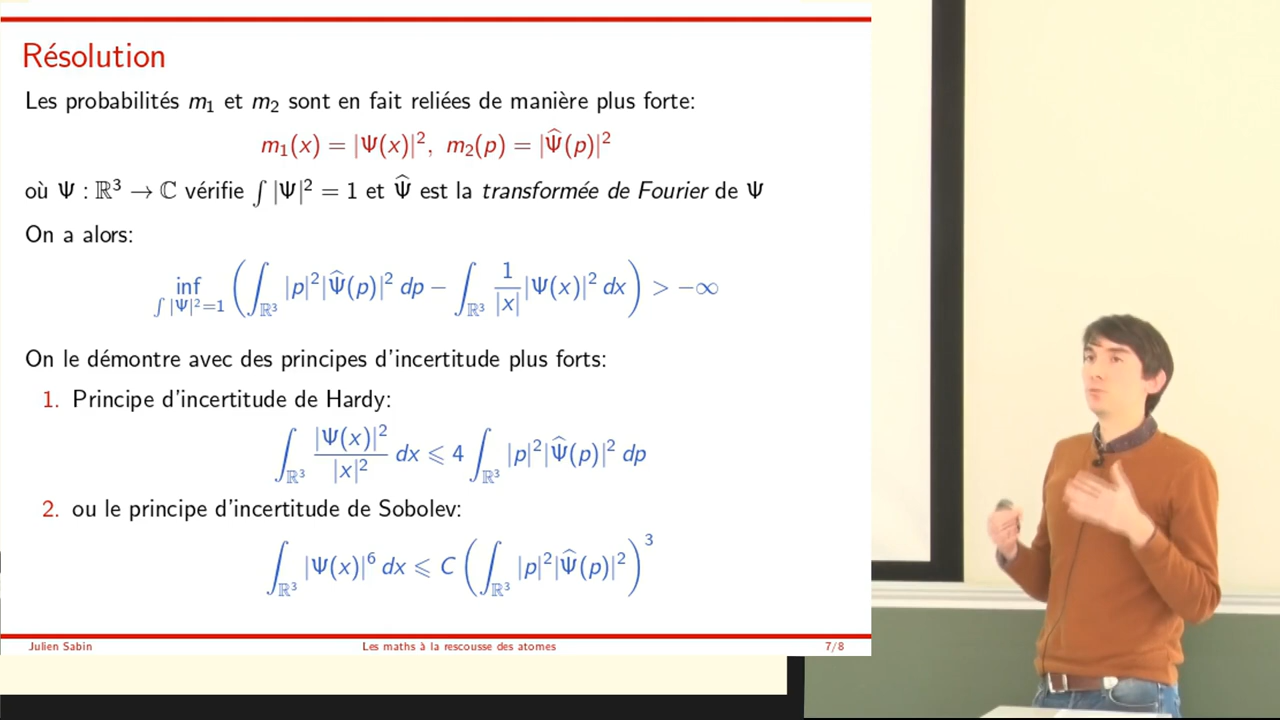 Résolution
Les probabilités m₁ et m₂ sont en fait reliées de manière plus forte:
m₁(x) = |Ψ(x)|², m₂(p) = |Ψ̂(p)|²
où Ψ : ℝ³ → ℂ vérifie ∫ |Ψ|² = 1 et Ψ̂ est la transformée de Fourier de Ψ
On a alors:
inf_{∫ |Ψ|²=1} ( ∫_{ℝ³} |p|²|Ψ̂(p)|² dp − ∫_{ℝ³} 1/|x| |Ψ(x)|² dx ) > −∞
On le démontre avec des principes d'incertitude plus forts:
1. Principe d'incertitude de Hardy:
∫_{ℝ³} |Ψ(x)|²/|x|² dx ⩽ 4 ∫_{ℝ³} |p|²|Ψ̂(p)|² dp
2. ou le principe d'incertitude de Sobolev:
∫_{ℝ³} |Ψ(x)|⁶ dx ⩽ C ( ∫_{ℝ³} |p|²|Ψ̂(p)|² )³
Julien Sabin Les maths à la rescousse des atomes 7/8